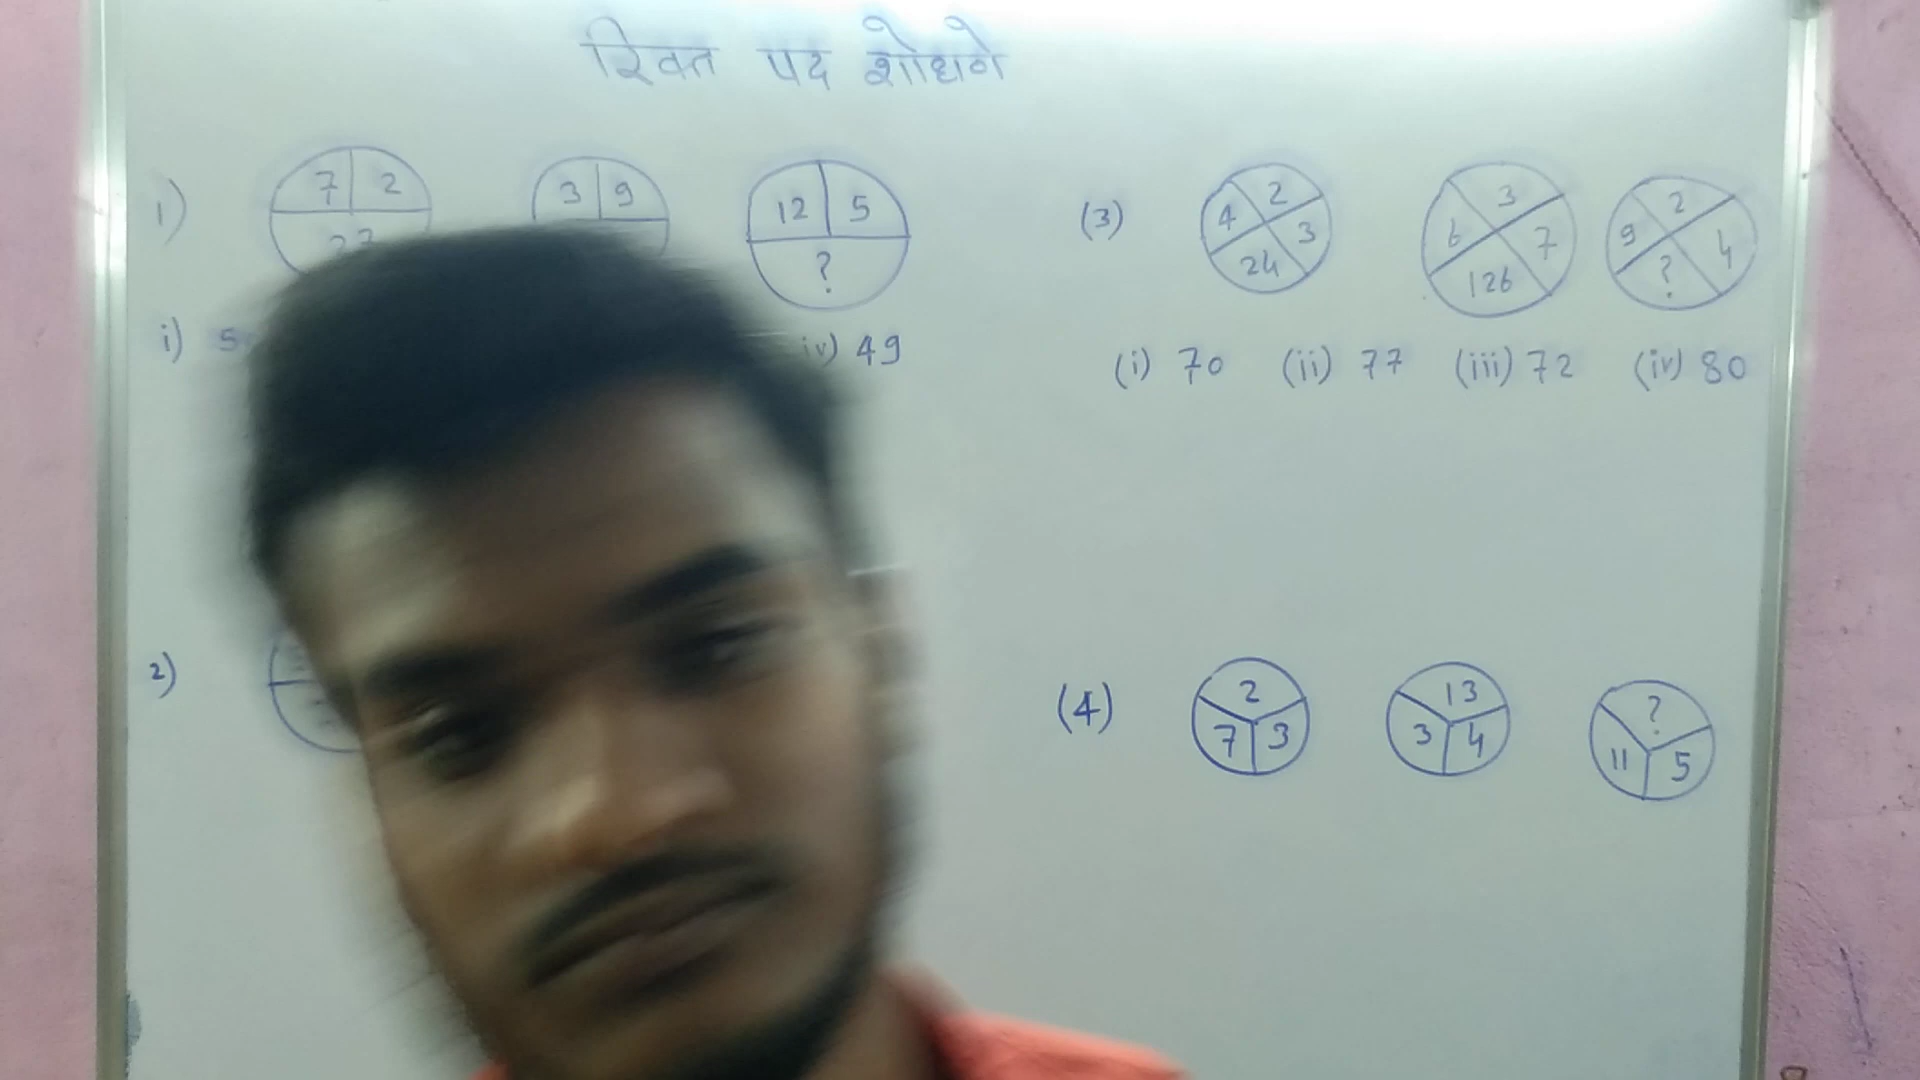 रिक्त पद शोधणे
1) 7 2
3 9
12 5
?
i) 5
iv) 49
2)
(3) 4 2 3 24
6 3 7 126
9 2 4 ?
(i) 70 (ii) 77 (iii) 72 (iv) 80
(4) 2 7 3
13 3 4
? 11 5